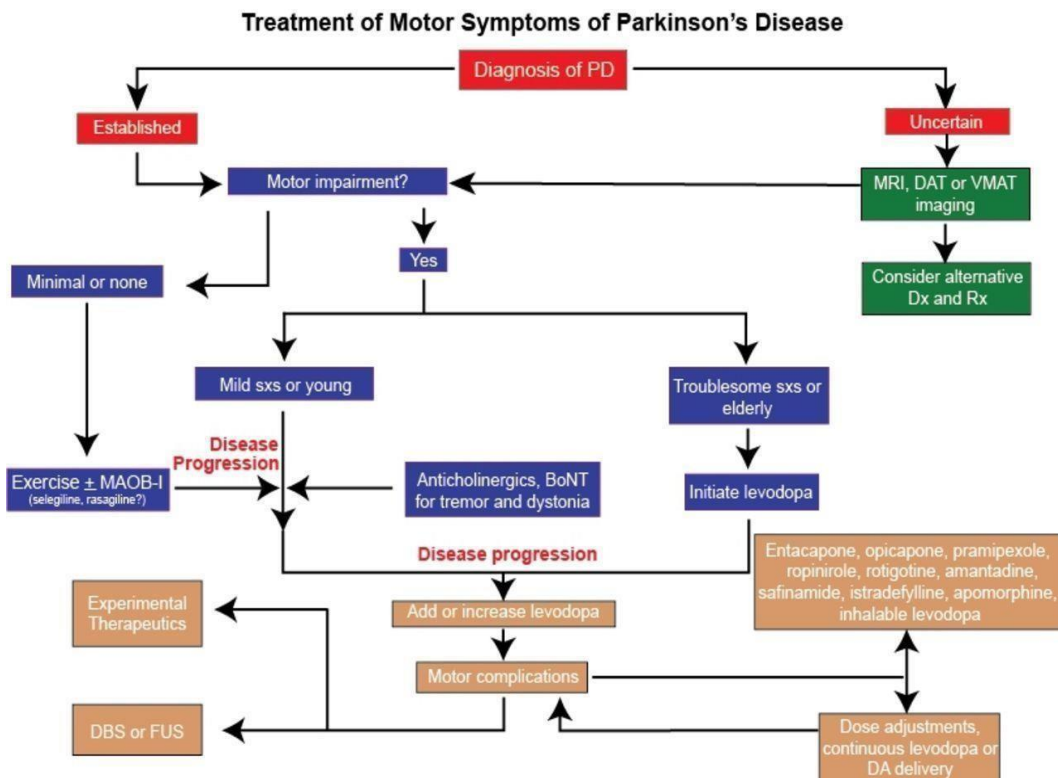 Treatment of Motor Symptoms of Parkinson's Disease
Diagnosis of PD
Established
Uncertain
Motor impairment?
MRI, DAT or VMAT
imaging
Yes
Minimal or none
Consider alternative
Dx and Rx
Mild sxs or young
Troublesome sxs or
elderly
Disease
Progression
Exercise ± MAOB-I
(selegiline, rasagiline?)
Anticholinergics, BoNT
for tremor and dystonia
Initiate levodopa
Disease progression
Entacapone, opicapone, pramipexole,
ropinirole, rotigotine, amantadine,
safinamide, istradefylline, apomorphine,
inhalable levodopa
Experimental
Therapeutics
Add or increase levodopa
Motor complications
DBS or FUS
Dose adjustments,
continuous levodopa or
DA delivery